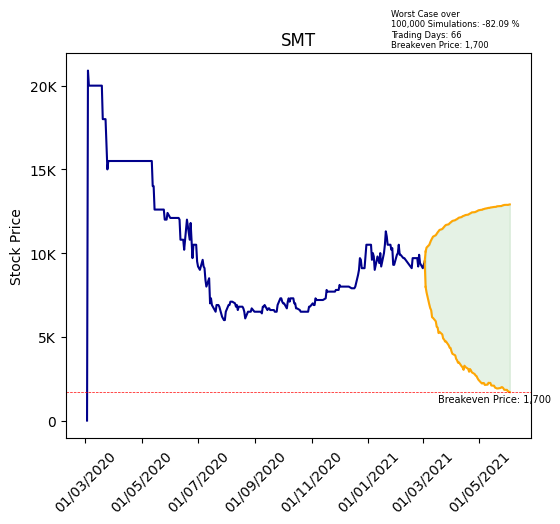 Worst Case over
100,000 Simulations: -82.09 %
Trading Days: 66
Breakeven Price: 1,700
SMT
Stock Price
20K
15K
10K
5K
0
Breakeven Price: 1,700
01/03/2020
01/05/2020
01/07/2020
01/09/2020
01/11/2020
01/01/2021
01/03/2021
01/05/2021